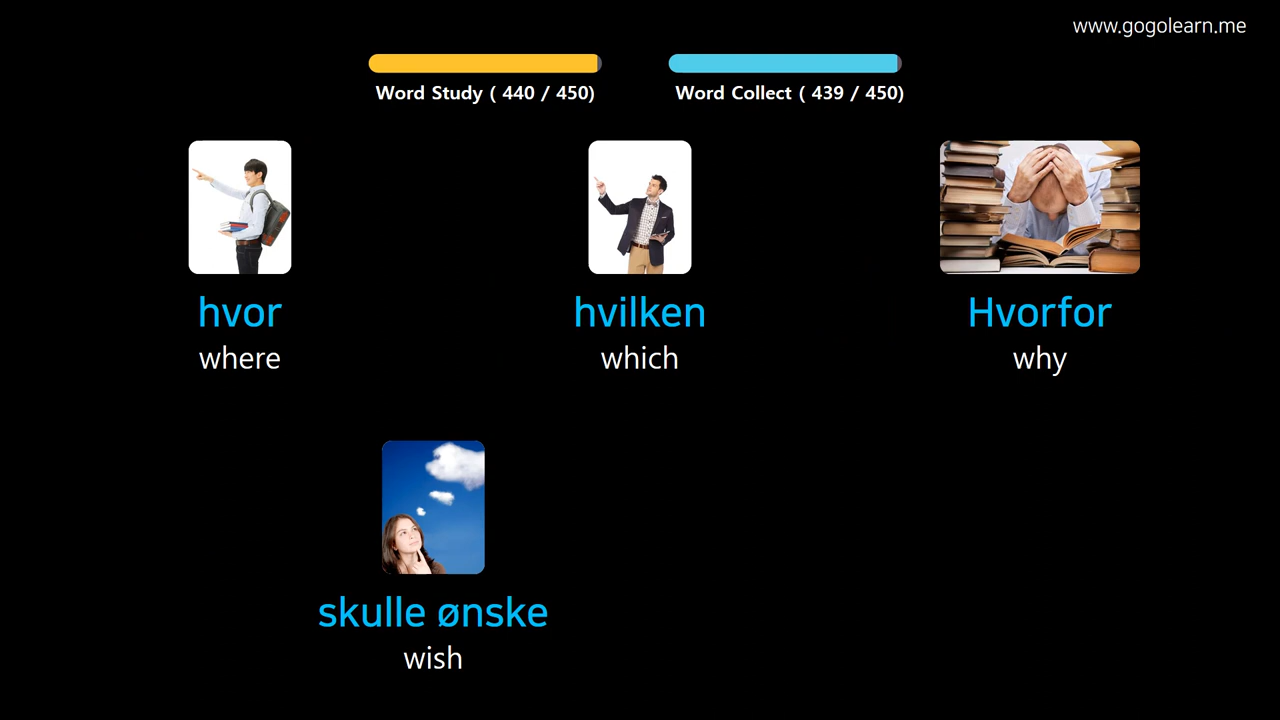 www.gogolearn.me
Word Study ( 440 / 450)
Word Collect ( 439 / 450)
hvor
where
hvilken
which
Hvorfor
why
skulle ønske
wish